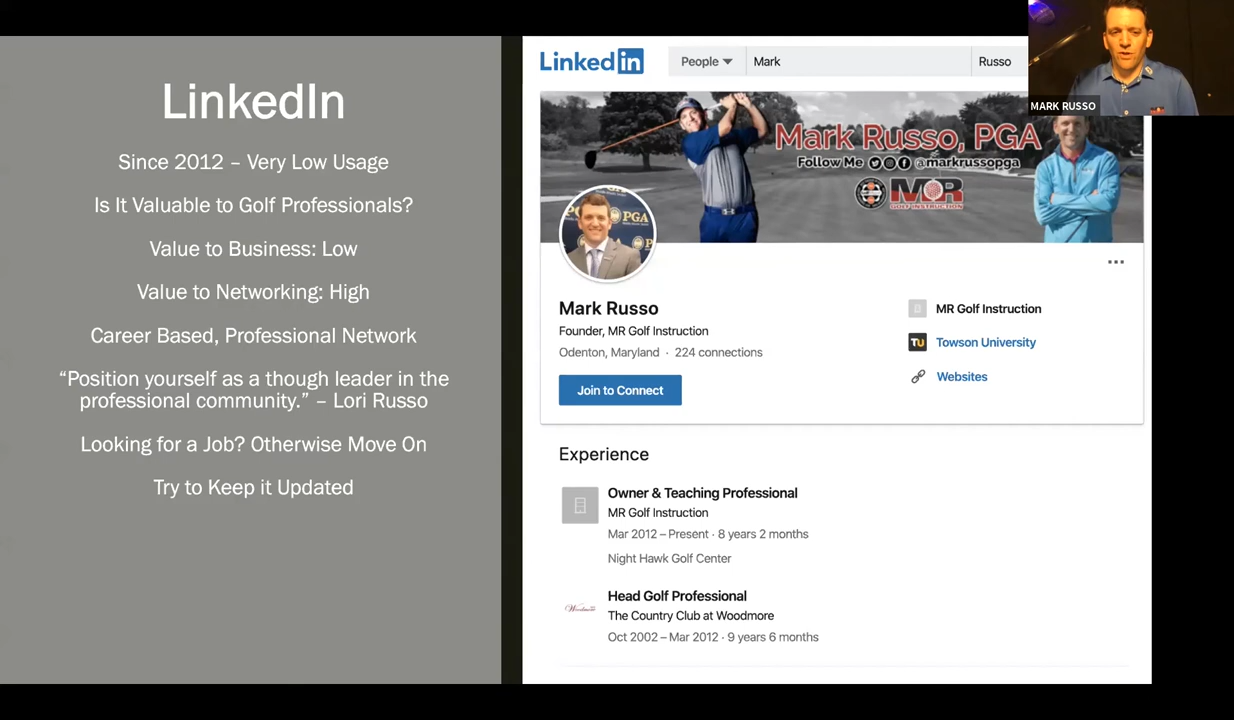 LinkedIn
Since 2012 – Very Low Usage
Is It Valuable to Golf Professionals?
Value to Business: Low
Value to Networking: High
Career Based, Professional Network
“Position yourself as a though leader in the
professional community.” – Lori Russo
Looking for a Job? Otherwise Move On
Try to Keep it Updated
Linked in
People
Mark
Russo
MARK RUSSO
Mark Russo, PGA
Follow Me @markrussopga
MR
GOLF INSTRUCTION
PGA
Mark Russo
Founder, MR Golf Instruction
Odenton, Maryland · 224 connections
Join to Connect
MR Golf Instruction
TU
Towson University
Websites
Experience
Owner & Teaching Professional
MR Golf Instruction
Mar 2012 – Present · 8 years 2 months
Night Hawk Golf Center
Woodmore
Head Golf Professional
The Country Club at Woodmore
Oct 2002 – Mar 2012 · 9 years 6 months